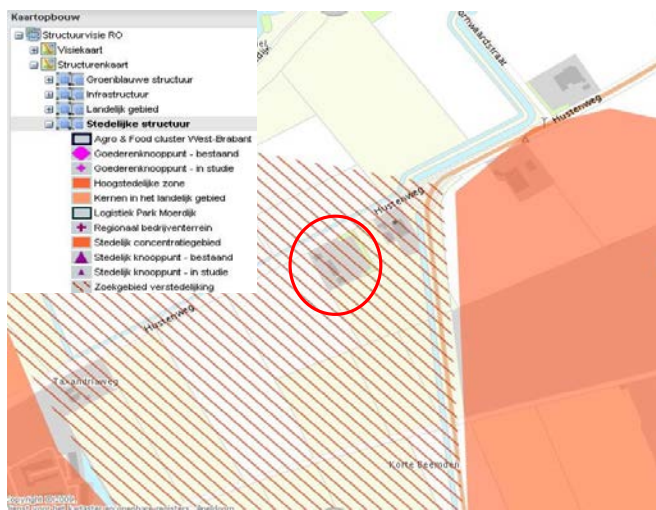 Kaartopbouw
Structuurvisie RO
Visiekaart
Structurenkaart
Groenblauwe structuur
Infrastructuur
Landelijk gebied
Stedelijke structuur
Agro & Food cluster West-Brabant
Goederenknooppunt - bestaand
Goederenknooppunt - in studie
Hoogstedelijke zone
Kernen in het landelijk gebied
Logistiek Park Moerdijk
Regionaal bedrijventerrein
Stedelijk concentratiegebied
Stedelijk knooppunt - bestaand
Stedelijk knooppunt - in studie
Zoekgebied verstedelijking
Hustenweg
Hustenweg
Hustenweg
Taxandriaweg
Korte Beemden